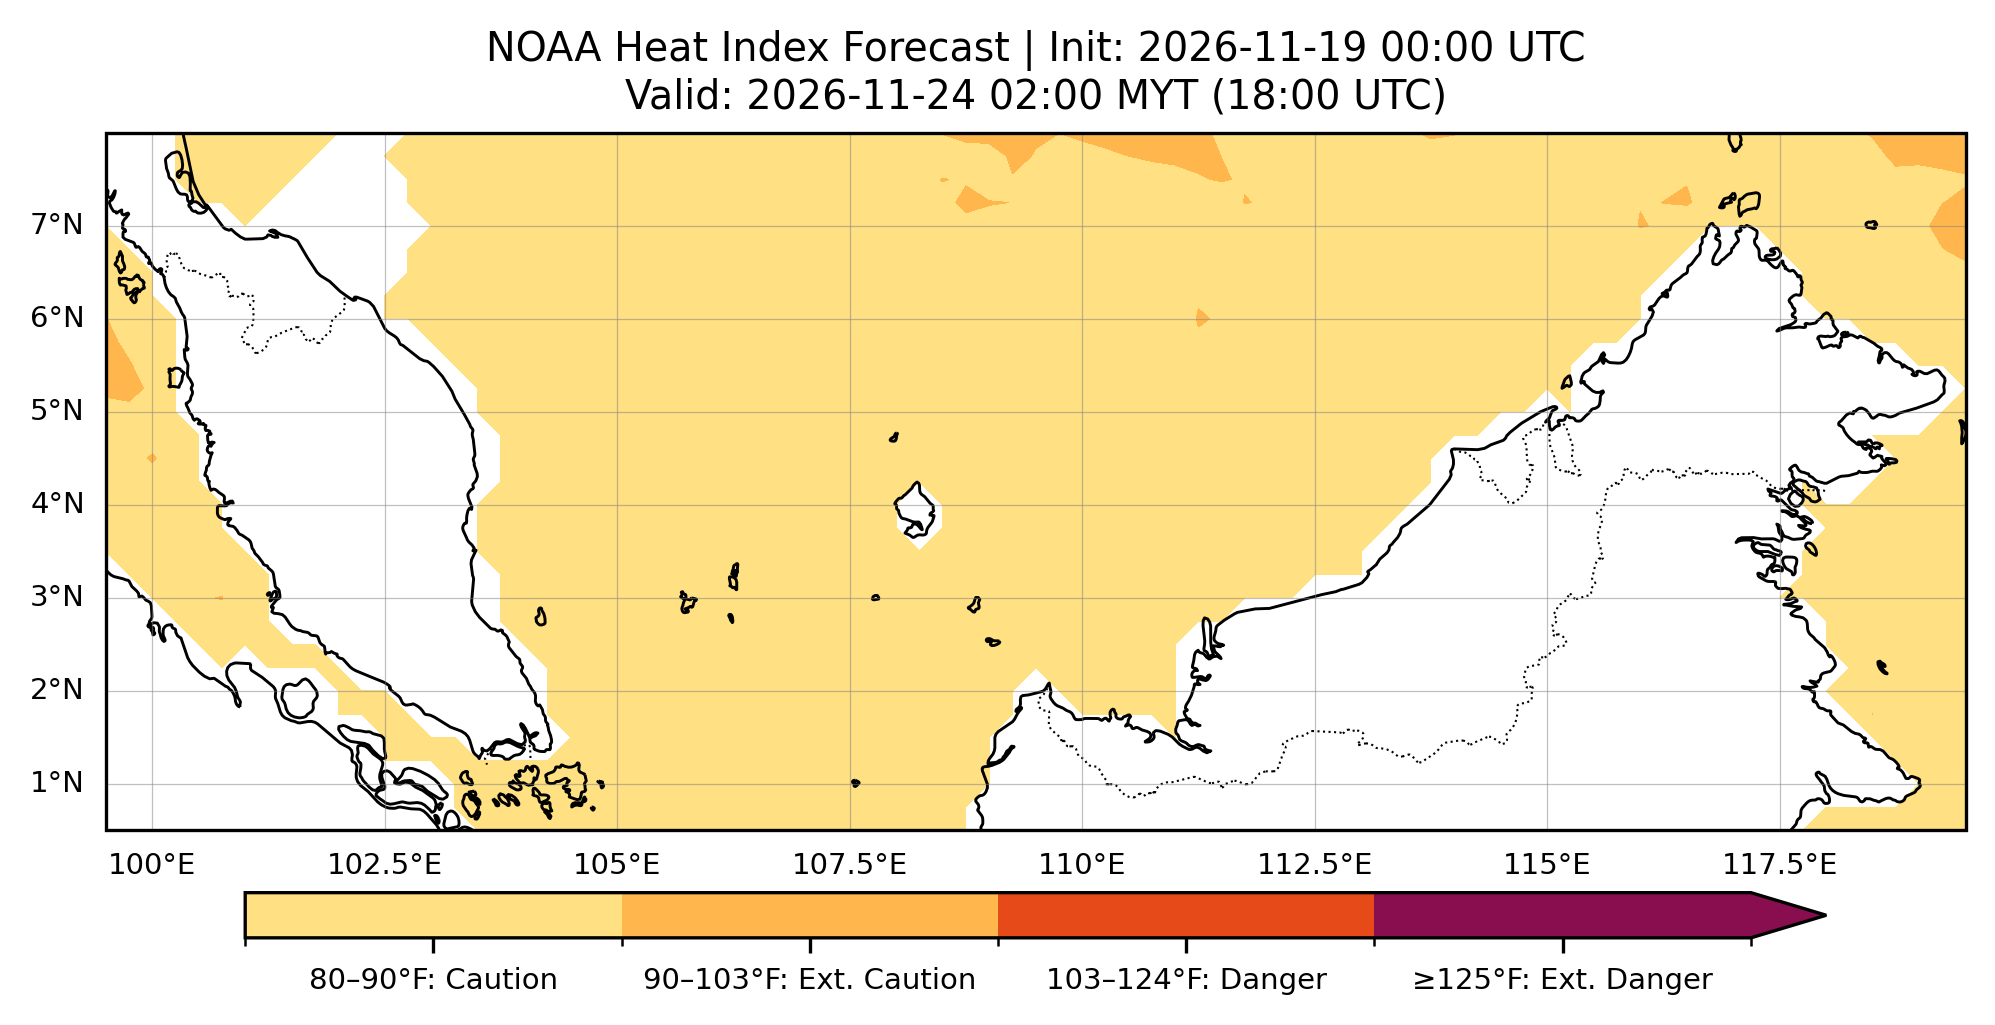 NOAA Heat Index Forecast | Init: 2026-11-19 00:00 UTC
Valid: 2026-11-24 02:00 MYT (18:00 UTC)
7°N
6°N
5°N
4°N
3°N
2°N
1°N
100°E 102.5°E 105°E 107.5°E 110°E 112.5°E 115°E 117.5°E
80–90°F: Caution 90–103°F: Ext. Caution 103–124°F: Danger ≥125°F: Ext. Danger